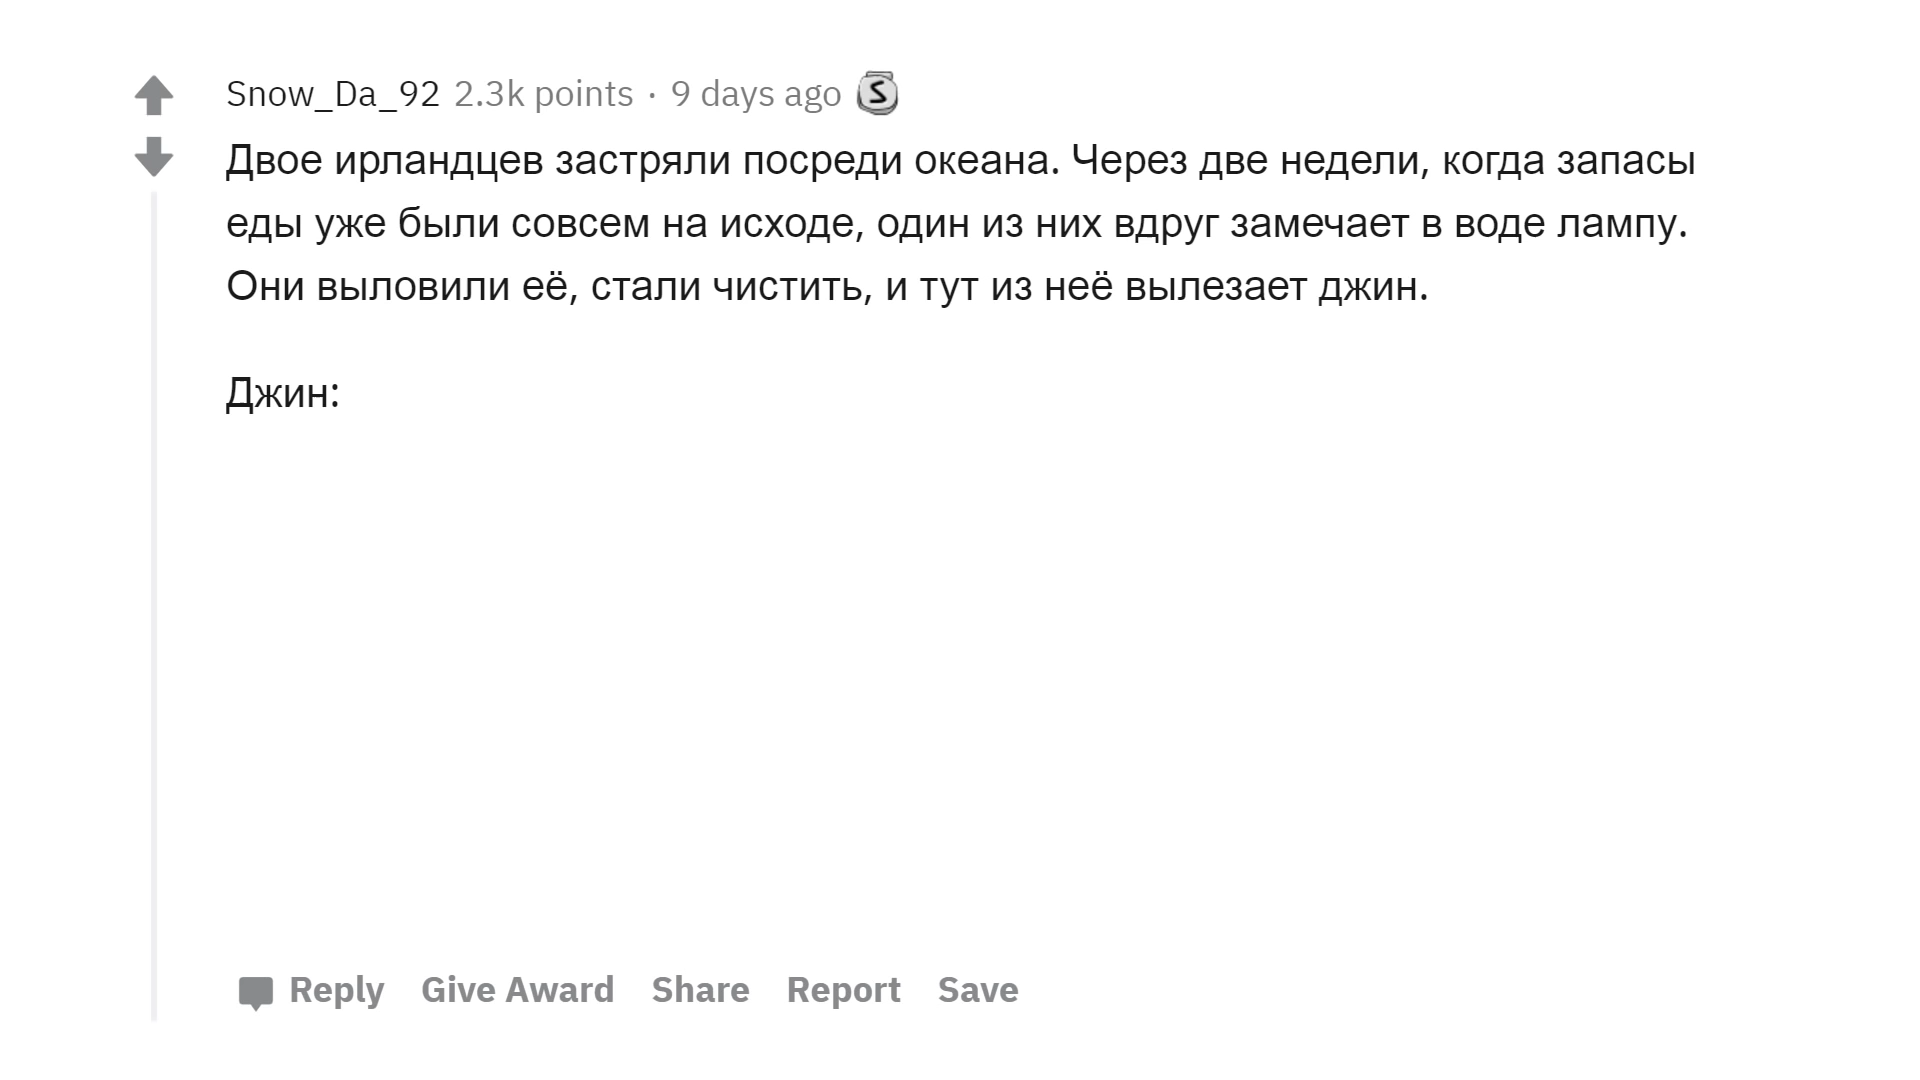 Snow_Da_92 2.3k points · 9 days ago S
Двое ирландцев застряли посреди океана. Через две недели, когда запасы
еды уже были совсем на исходе, один из них вдруг замечает в воде лампу.
Они выловили её, стали чистить, и тут из неё вылезает джин.
Джин:
Reply Give Award Share Report Save